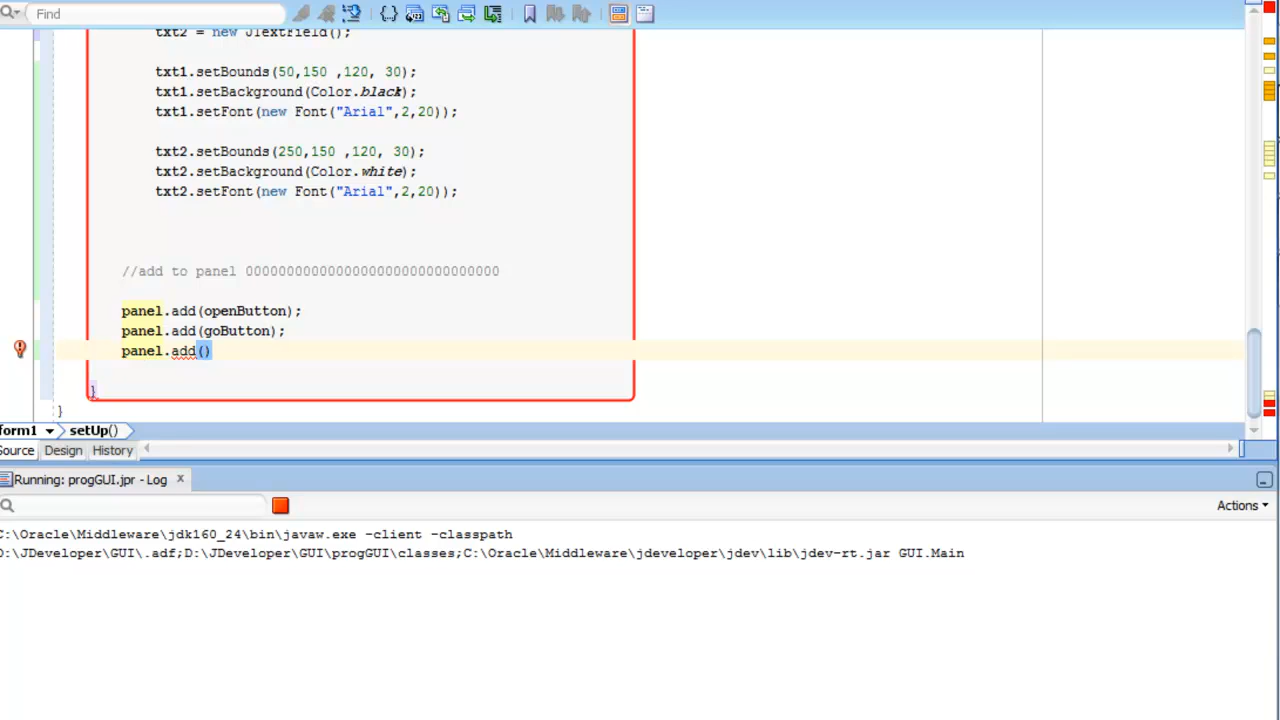 Find
txt2 = new JTextField();
txt1.setBounds(50,150 ,120, 30);
txt1.setBackground(Color.black);
txt1.setFont(new Font("Arial",2,20));
txt2.setBounds(250,150 ,120, 30);
txt2.setBackground(Color.white);
txt2.setFont(new Font("Arial",2,20));
//add to panel 0000000000000000000000000000000
panel.add(openButton);
panel.add(goButton);
panel.add()
}
}
form1 setUp()
Source Design History
Running: progGUI.jpr - Log
Actions
C:\Oracle\Middleware\jdk160_24\bin\javaw.exe -client -classpath
D:\JDeveloper\GUI\.adf;D:\JDeveloper\GUI\progGUI\classes;C:\Oracle\Middleware\jdeveloper\jdev\lib\jdev-rt.jar GUI.Main